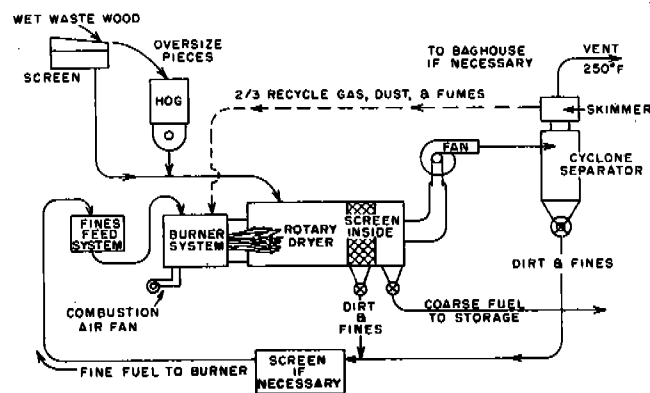 WET WASTE WOOD
SCREEN
OVERSIZE
PIECES
HOG
TO BAGHOUSE
IF NECESSARY
VENT
250°F
SKIMMER
2/3 RECYCLE GAS, DUST, & FUMES
FAN
CYCLONE
SEPARATOR
FINES
FEED
SYSTEM
BURNER
SYSTEM
ROTARY
DRYER
SCREEN
INSIDE
COMBUSTION
AIR FAN
DIRT
&
FINES
COARSE FUEL
TO STORAGE
DIRT & FINES
FINE FUEL TO BURNER
SCREEN
IF
NECESSARY